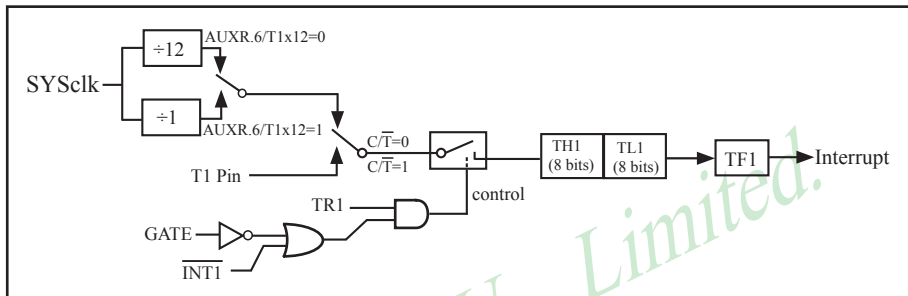 AUXR.6/T1x12=0
÷12
SYSclk
÷1
AUXR.6/T1x12=1
C/T̅=0
C/T̅=1
T1 Pin
TH1
(8 bits)
TL1
(8 bits)
TF1
Interrupt
control
TR1
GATE
I̅N̅T̅1̅
Limited.